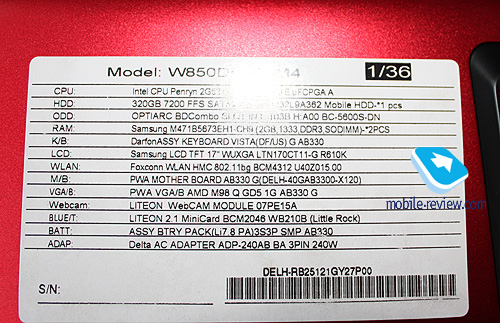 Model: W850D 14 1/36
CPU: Intel CPU Penryn uFCPGA A
HDD: 320GB 7200 FFS Mobile HDD-*1 pcs
ODD: OPTIARC BDCombo H:A00 BC-5600S-DN
RAM: Samsung M471B5673EH1-CH9 (2GB,1333,DDR3,SODIMM)-*2PCS
K/B: DarfonASSY KEYBOARD VISTA(DF/US) G AB330
LCD: Samsung LCD TFT 17" WUXGA LTN170CT11-G R610K
WLAN: Foxconn WLAN HMC 802.11bg BCM4312 U40Z015.00
M/B: PWA MOTHER BOARD AB330 G(DELH-40GAB3300-X120)
VGA/B: PWA VGA/B AMD M98 Q GD5 1G AB330 G
Webcam: LITEON WebCAM MODULE 07PE15A
BLUE/T: LITEON 2.1 MiniCard BCM2046 WB210B (Little Rock)
BATT: ASSY BTRY PACK(Li7.8 PA)3S3P SMP AB330
ADAP: Delta AC ADAPTER ADP-240AB BA 3PIN 240W
DELH-RB25121GY27P00
S/N:
mobile-review.com